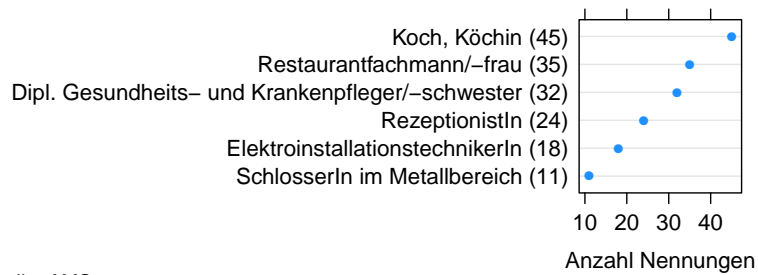 Koch, Köchin (45)
Restaurantfachmann/−frau (35)
Dipl. Gesundheits− und Krankenpfleger/−schwester (32)
RezeptionistIn (24)
ElektroinstallationstechnikerIn (18)
SchlosserIn im Metallbereich (11)
10 20 30 40
Anzahl Nennungen